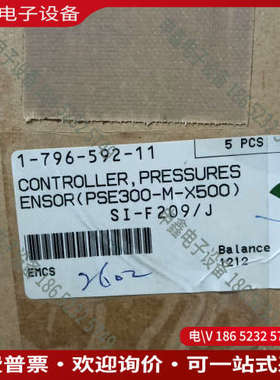 电子设备
1-796-592-11
5 PCS
CONTROLLER,PRESSURES
ENSOR(PSE300-M-X500)
SI-F209/J
EMCS
2602
Balance
1212
电\V 186 5232 57
普票· 欢迎询价· 可一站式